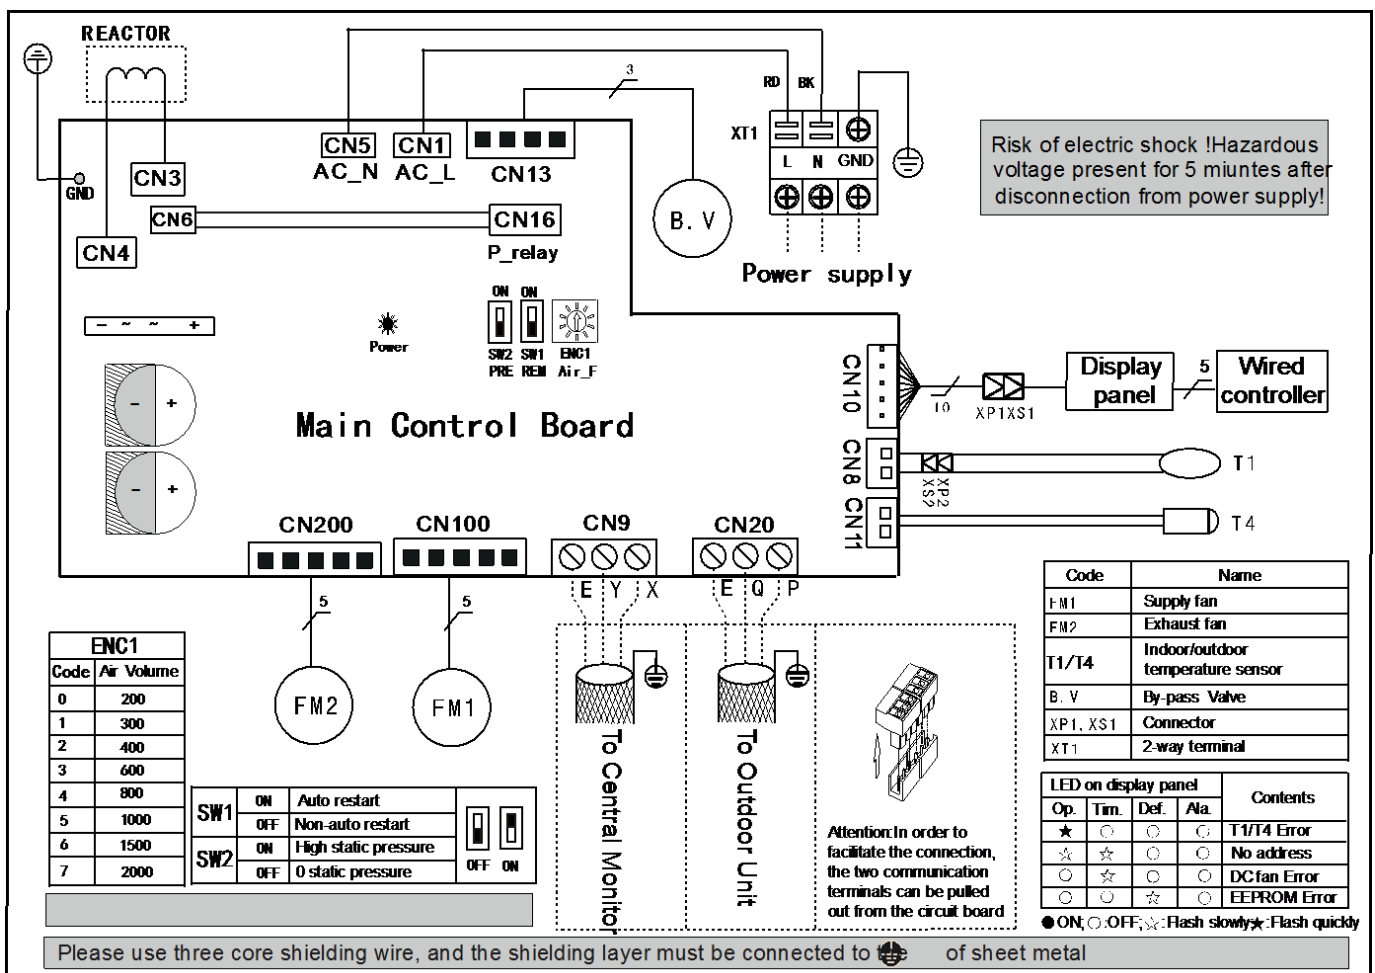 REACTOR
GND
CN3
CN4
CN6
CN5
AC_N
CN1
AC_L
CN13
3
CN16
P_relay
B. V
RD BK
XT1
L N GND
Power supply
Risk of electric shock !Hazardous
voltage present for 5 miuntes after
disconnection from power supply!
- ~ ~ +
Power
ON ON
SW2 SW1 ENC1
PRE REM Air_F
- +
- +
Main Control Board
CN10
10
XP1XS1
Display
panel
5
Wired
controller
CN8
XS2
XP2
T1
CN11
T4
CN200
CN100
CN9
CN20
5
5
E Y X
E Q P
FM2
FM1
To Central Monitor
To Outdoor Unit
Attention:In order to
facilitate the connection,
the two communication
terminals can be pulled
out from the circuit board
ENC1
Code Air Volume
0 200
1 300
2 400
3 600
4 800
5 1000
6 1500
7 2000
SW1 ON Auto restart
OFF Non-auto restart
SW2 ON High static pressure
OFF 0 static pressure
OFF ON
Code Name
FM1 Supply fan
FM2 Exhaust fan
T1/T4 Indoor/outdoor
temperature sensor
B. V By-pass Valve
XP1, XS1 Connector
XT1 2-way terminal
LED on display panel Contents
Op. Tim. Def. Ala.
★ ○ ○ ○ T1/T4 Error
☆ ☆ ○ ○ No address
○ ☆ ○ ○ DC fan Error
○ ○ ☆ ○ EEPROM Error
●ON; ○:OFF; ☆:Flash slowly★:Flash quickly
Please use three core shielding wire, and the shielding layer must be connected to the of sheet metal